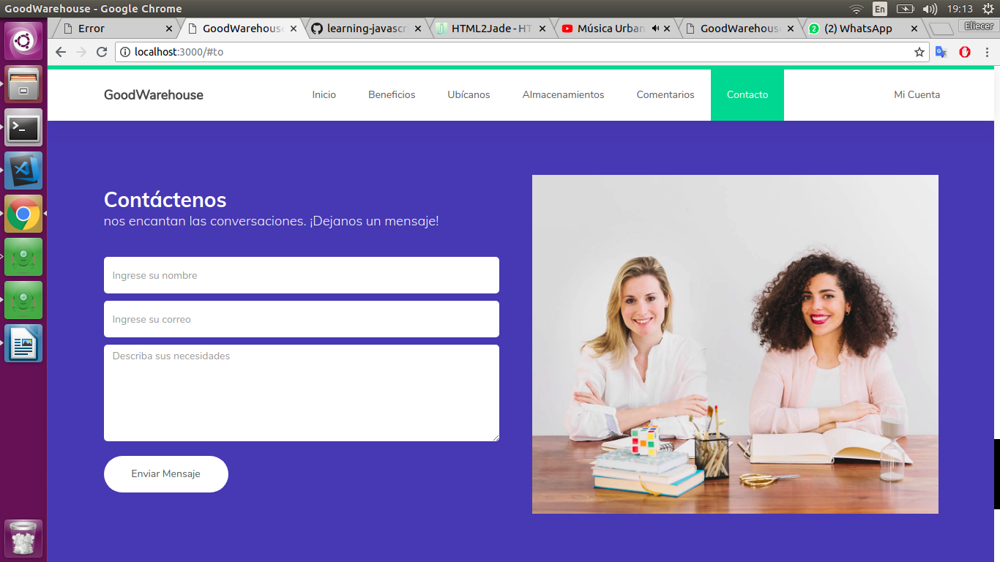 GoodWarehouse - Google Chrome
En
19:13
Error
GoodWarehouse
learning-javascr
HTML2Jade - HT
Música Urban
GoodWarehouse
(2) WhatsApp
Eliecer
localhost:3000/#to
GoodWarehouse
Inicio
Beneficios
Ubícanos
Almacenamientos
Comentarios
Contacto
Mi Cuenta
Contáctenos
nos encantan las conversaciones. ¡Dejanos un mensaje!
Ingrese su nombre
Ingrese su correo
Describa sus necesidades
Enviar Mensaje